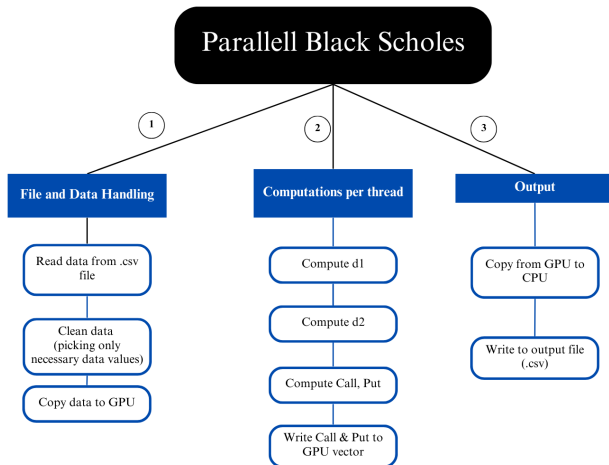 Parallell Black Scholes
1
2
3
File and Data Handling
Read data from .csv
file
Clean data
(picking only
necessary data values)
Copy data to GPU
Computations per thread
Compute d1
Compute d2
Compute Call, Put
Write Call & Put to
GPU vector
Output
Copy from GPU to
CPU
Write to output file
(.csv)